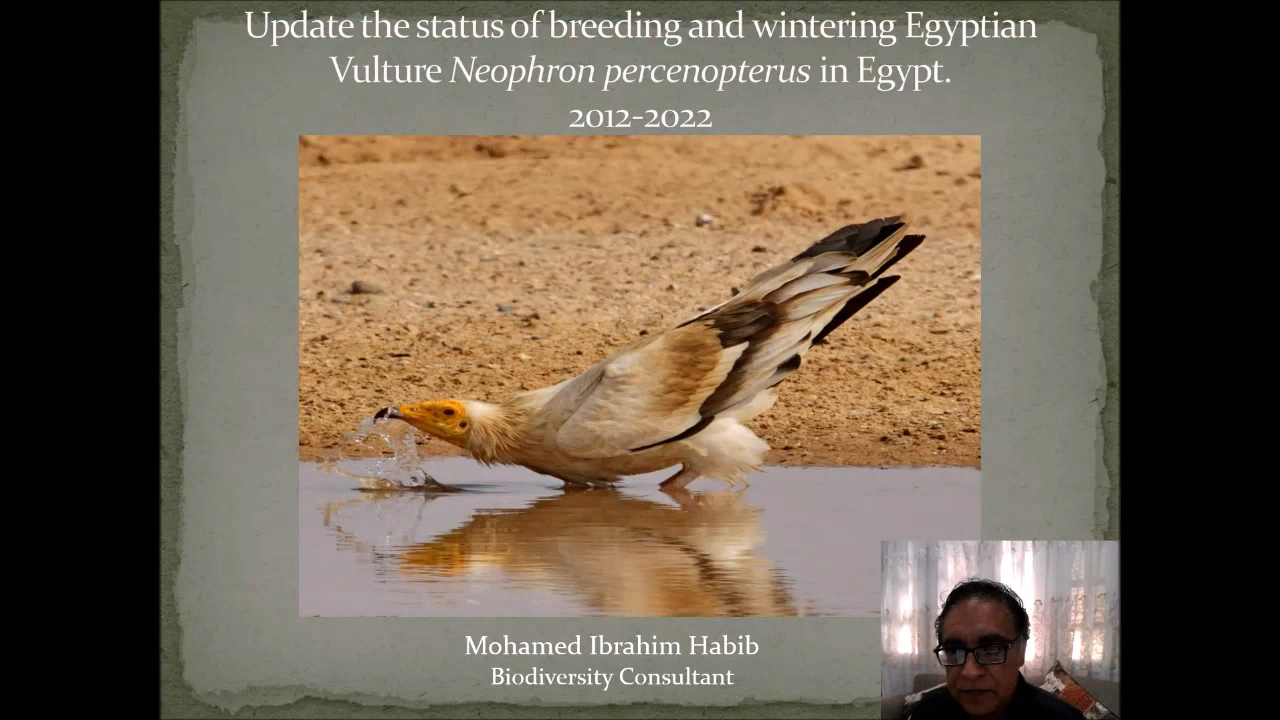 Update the status of breeding and wintering Egyptian
Vulture Neophron percenopterus in Egypt.
2012-2022
Mohamed Ibrahim Habib
Biodiversity Consultant